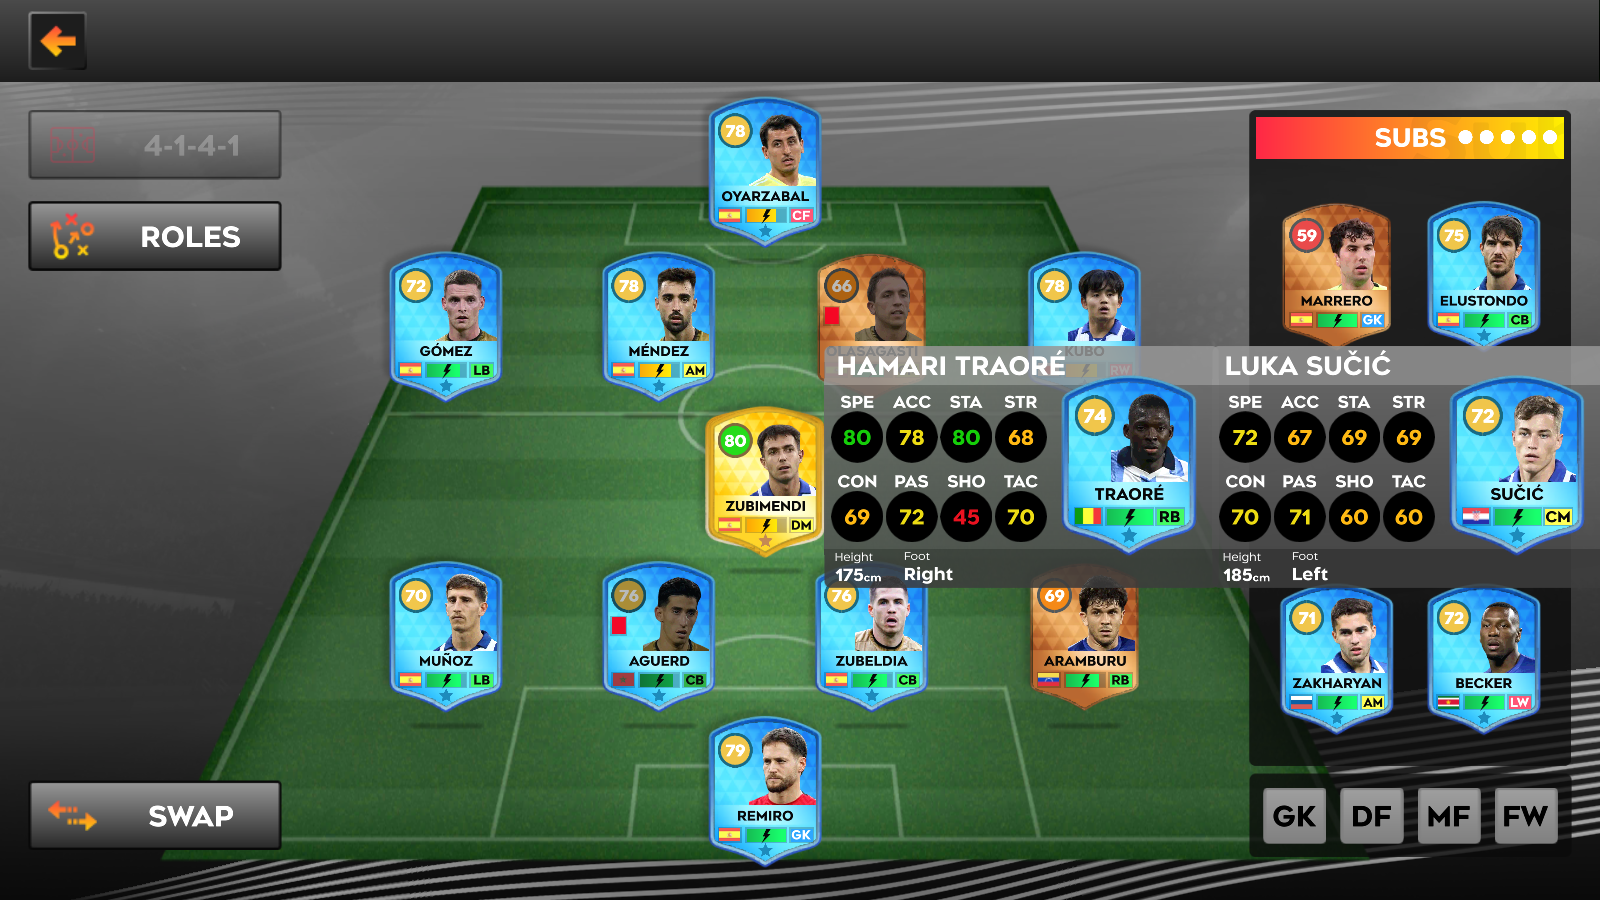 4-1-4-1
ROLES
SWAP
78
OYARZABAL
CF
72
GÓMEZ
LB
78
MÉNDEZ
AM
66
OLASAGASTI
78
KUBO
RW
80
ZUBIMENDI
DM
70
MUÑOZ
LB
76
AGUERD
CB
76
ZUBELDIA
CB
69
ARAMBURU
RB
79
REMIRO
GK
HAMARI TRAORÉ
SPE ACC STA STR
80 78 80 68
CON PAS SHO TAC
69 72 45 70
Height Foot
175cm Right
74
TRAORÉ
RB
LUKA SUČIĆ
SPE ACC STA STR
72 67 69 69
CON PAS SHO TAC
70 71 60 60
Height Foot
185cm Left
72
SUČIĆ
CM
SUBS
59
MARRERO
GK
75
ELUSTONDO
CB
71
ZAKHARYAN
AM
72
BECKER
LW
GK DF MF FW